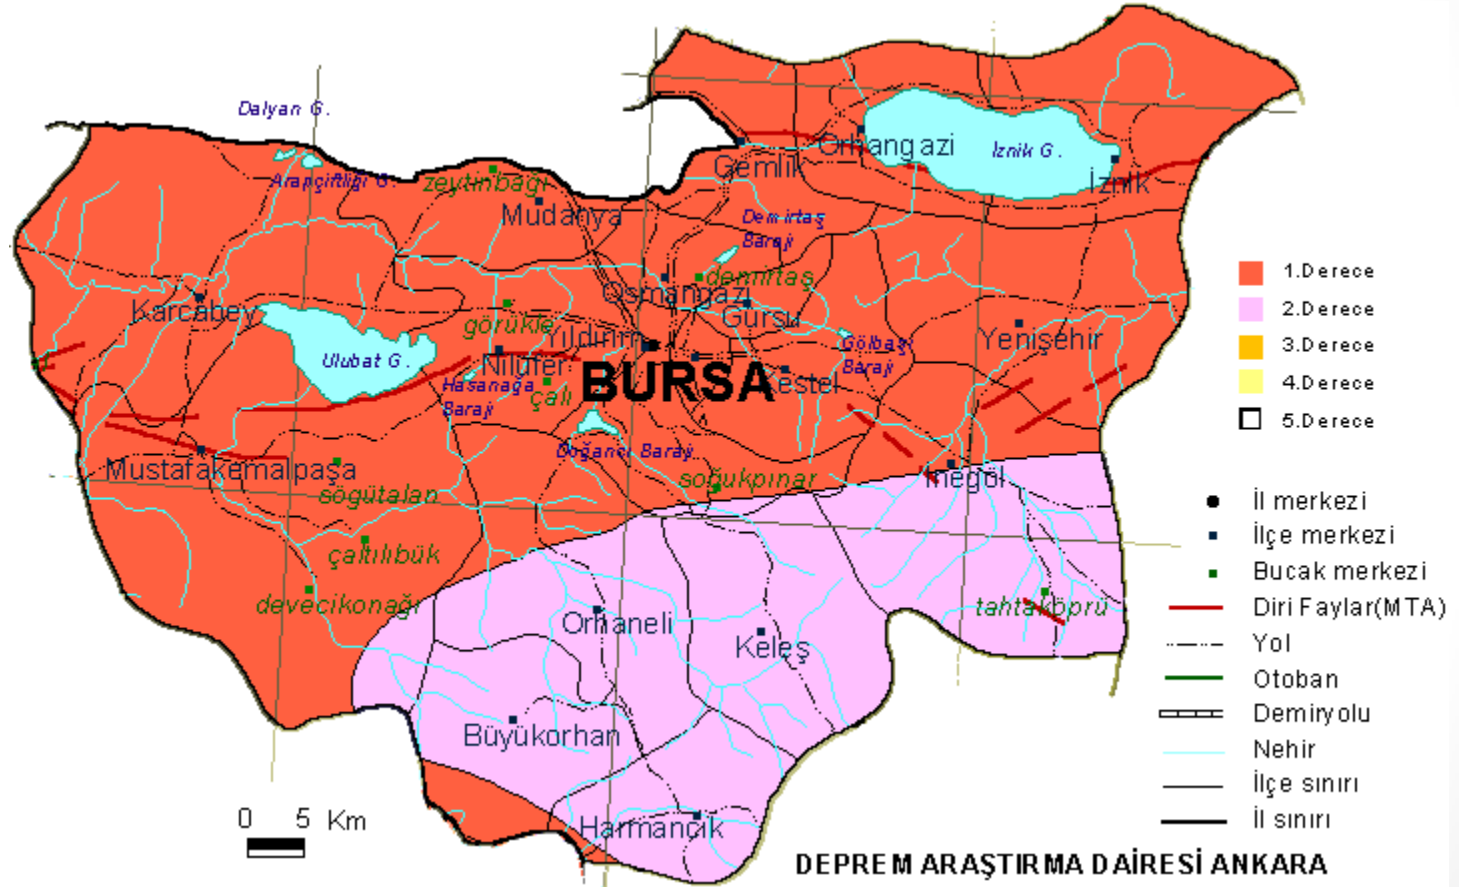 Dalyan G.
Arapçiftliği G.
zeytinbağı
Mudanya
Gemlik
Orhangazi
İznik G.
İznik
Demirtaş
Barajı
demirtaş
Osmangazi
Gürsu
Karcabey
görükle
Yıldırım
Yenişehir
Ulubat G.
Nilüfer
Gölbaşı
Barajı
Hasanağa
Barajı
çalı
BURSA
Kestel
Doğancı Barajı
Mustafakemalpaşa
sögütalan
soğukpınar
İnegöl
çaltılıbük
devecikonağı
tahtaköprü
Orhaneli
Keleş
Büyükorhan
Harmancık
0 5 Km
1.Derece
2.Derece
3.Derece
4.Derece
5.Derece
İl merkezi
İlçe merkezi
Bucak merkezi
Diri Faylar(MTA)
Yol
Otoban
Demiryolu
Nehir
İlçe sınırı
İl sınırı
DEPREM ARAŞTIRMA DAİRESİ ANKARA